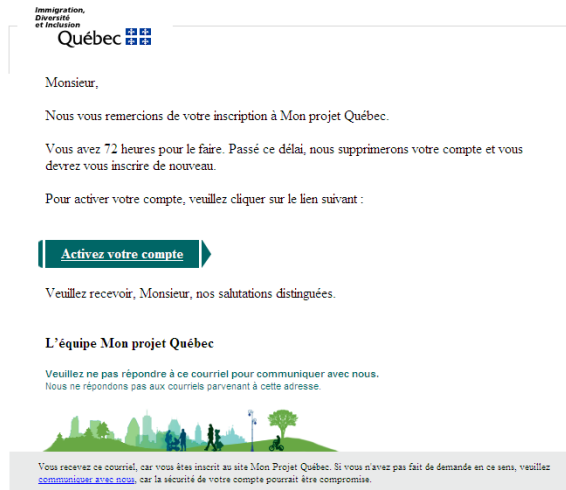 Immigration,
Diversité
et Inclusion
Québec
Monsieur,
Nous vous remercions de votre inscription à Mon projet Québec.
Vous avez 72 heures pour le faire. Passé ce délai, nous supprimerons votre compte et vous
devrez vous inscrire de nouveau.
Pour activer votre compte, veuillez cliquer sur le lien suivant :
Activez votre compte
Veuillez recevoir, Monsieur, nos salutations distinguées.
L'équipe Mon projet Québec
Veuillez ne pas répondre à ce courriel pour communiquer avec nous.
Nous ne répondons pas aux courriels parvenant à cette adresse.
Vous recevez ce courriel, car vous êtes inscrit au site Mon Projet Québec. Si vous n'avez pas fait de demande en ce sens, veuillez
communiquer avec nous, car la sécurité de votre compte pourrait être compromise.